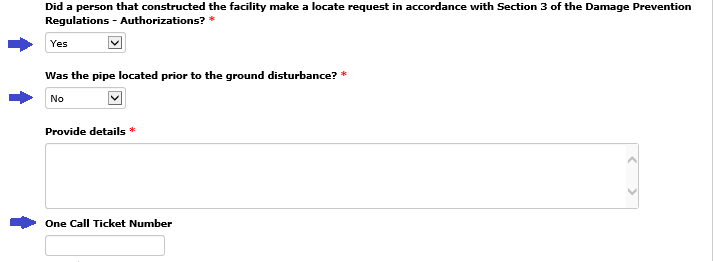 Did a person that constructed the facility make a locate request in accordance with Section 3 of the Damage Prevention
Regulations - Authorizations? *
Yes
Was the pipe located prior to the ground disturbance? *
No
Provide details *
One Call Ticket Number